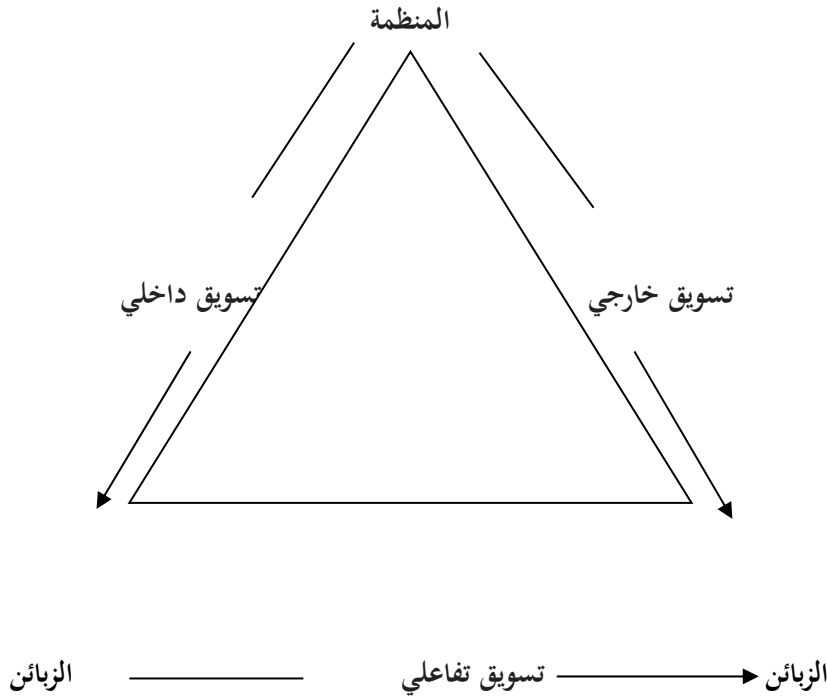 المنظمة
تسويق خارجي
تسويق داخلي
الزبائن
تسويق تفاعلي
الزبائن